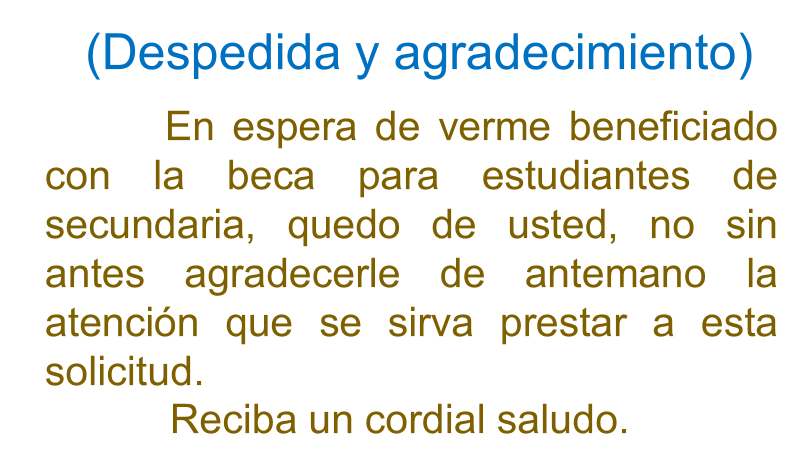 (Despedida y agradecimiento)
En espera de verme beneficiado
con la beca para estudiantes de
secundaria, quedo de usted, no sin
antes agradecerle de antemano la
atención que se sirva prestar a esta
solicitud.
Reciba un cordial saludo.